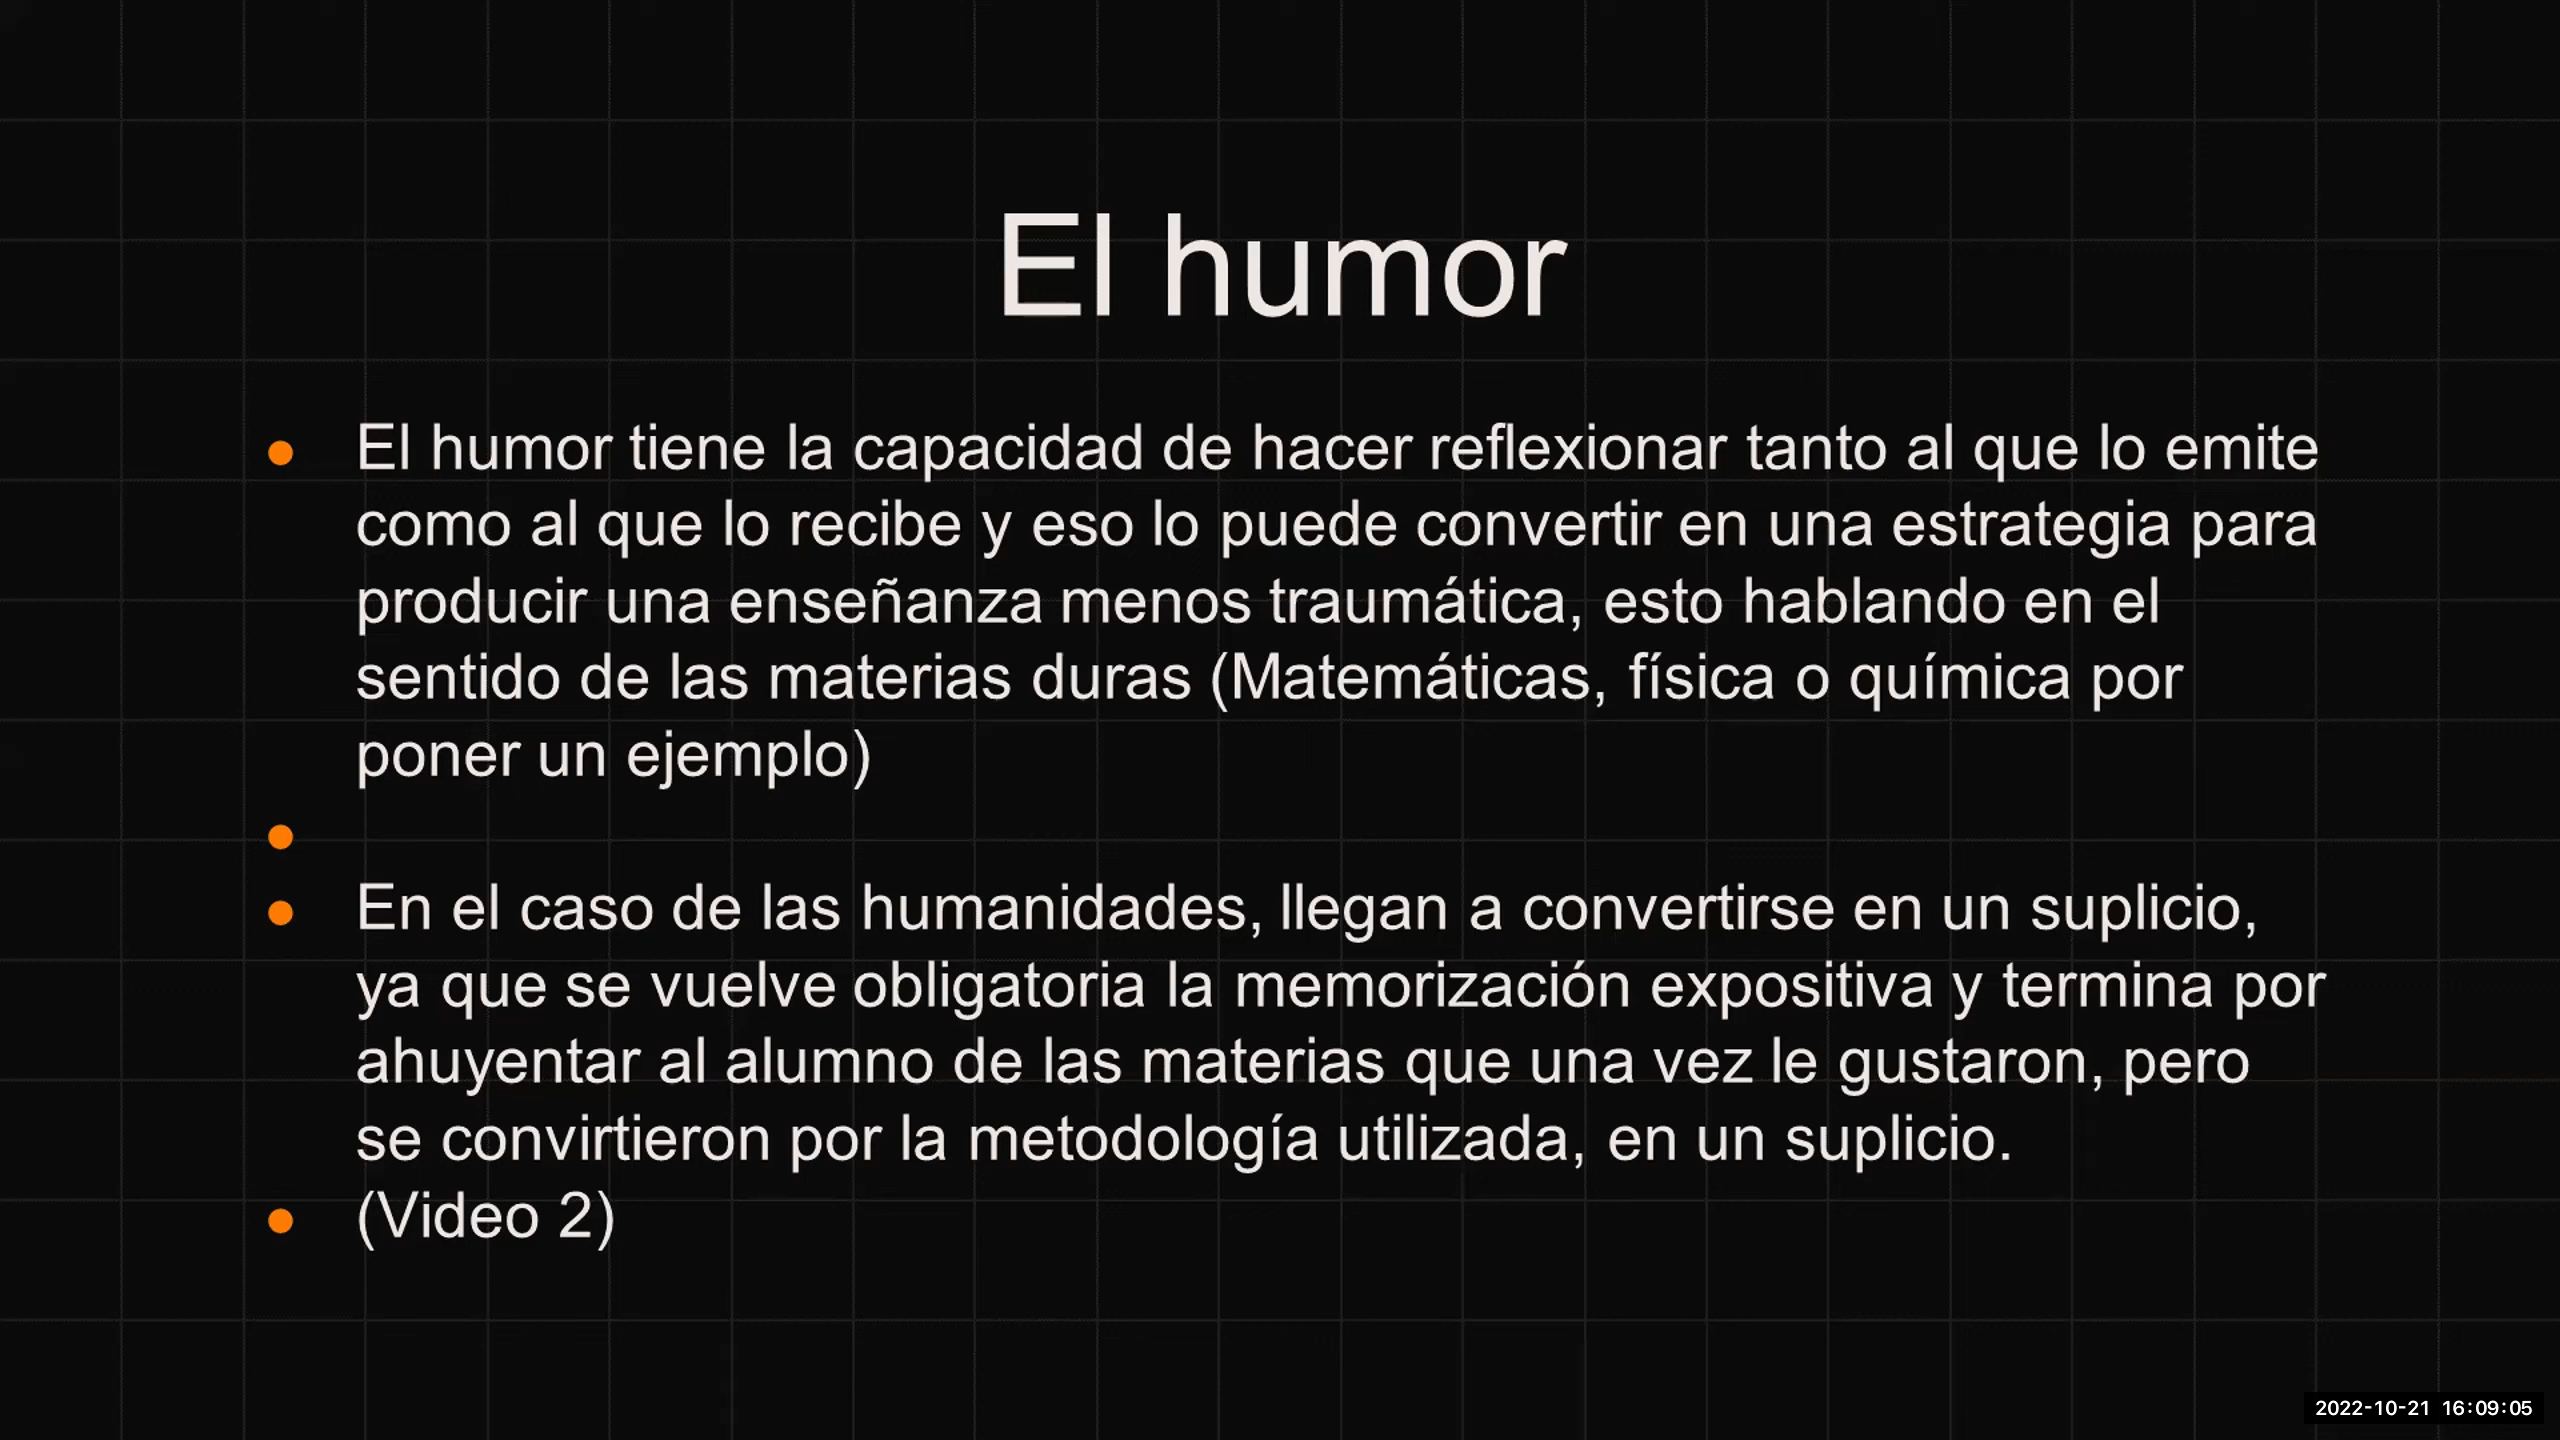 El humor
El humor tiene la capacidad de hacer reflexionar tanto al que lo emite
como al que lo recibe y eso lo puede convertir en una estrategia para
producir una enseñanza menos traumática, esto hablando en el
sentido de las materias duras (Matemáticas, física o química por
poner un ejemplo)
En el caso de las humanidades, llegan a convertirse en un suplicio,
ya que se vuelve obligatoria la memorización expositiva y termina por
ahuyentar al alumno de las materias que una vez le gustaron, pero
se convirtieron por la metodología utilizada, en un suplicio.
(Video 2)
2022-10-21 16:09:05